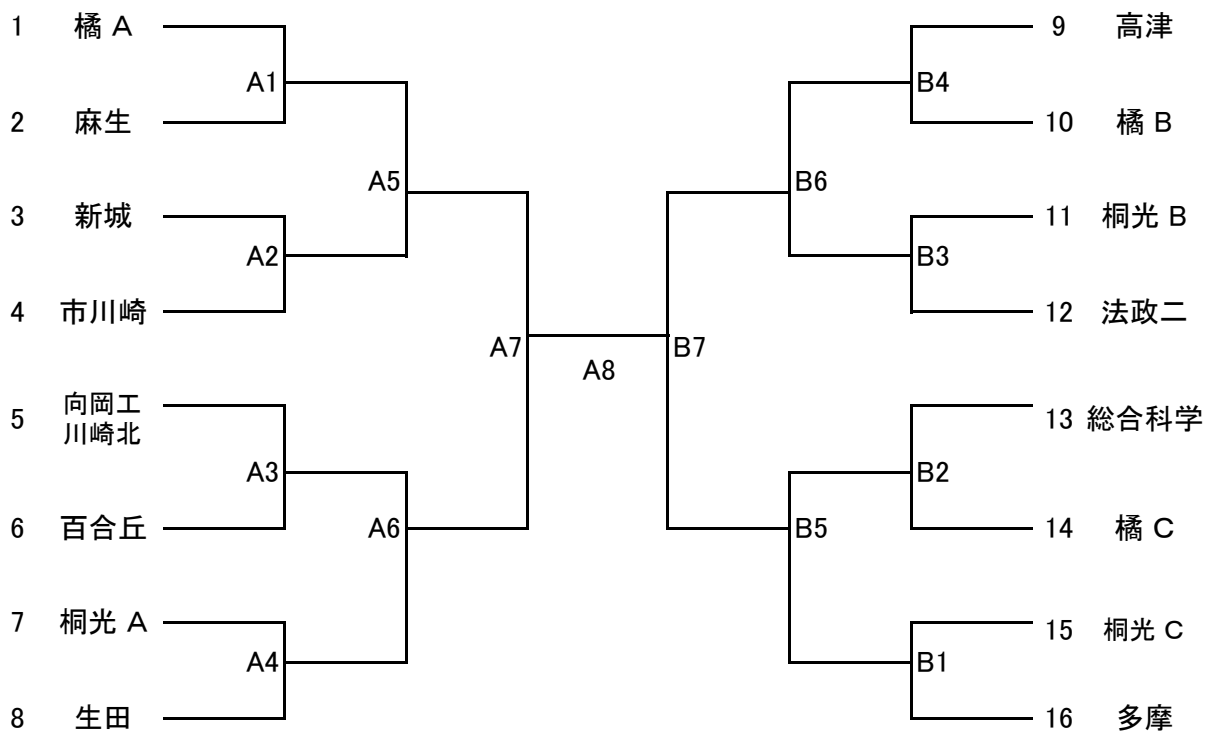 1 橘 A
A1
2 麻生
A5
3 新城
A2
4 市川崎
A7
5 向岡工
川崎北
A3
6 百合丘
A6
7 桐光 A
A4
8 生田
A8
9 高津
B4
10 橘 B
B6
11 桐光 B
B3
12 法政二
B7
13 総合科学
B2
14 橘 C
B5
15 桐光 C
B1
16 多摩